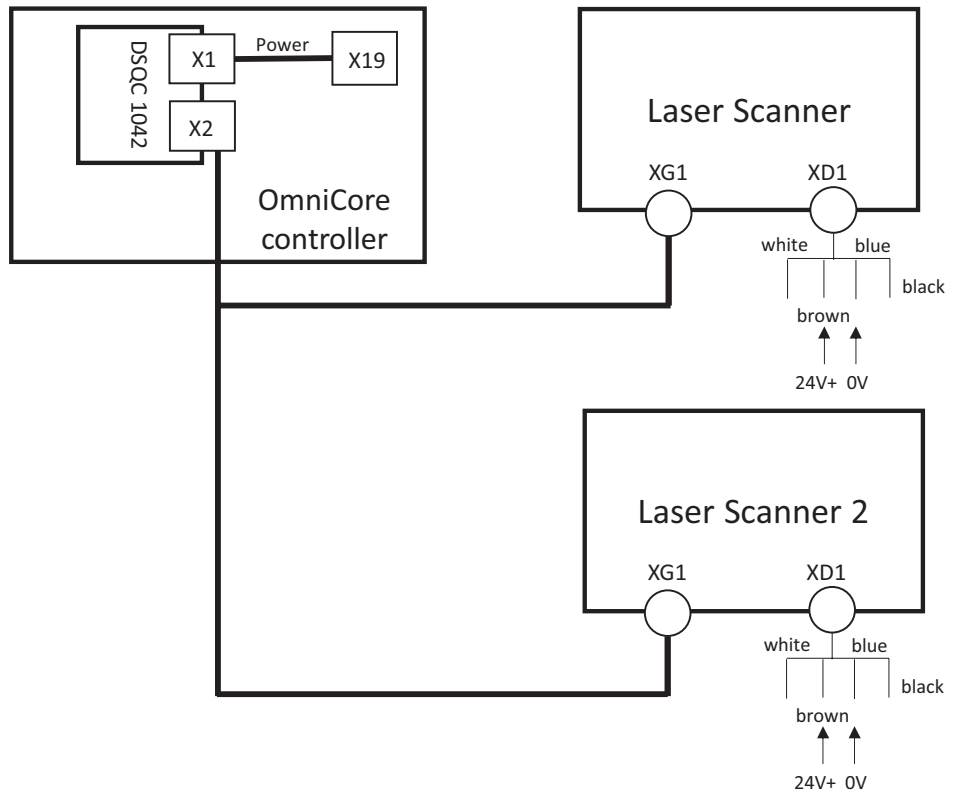 DSQC 1042
X1
Power
X19
X2
OmniCore
controller
Laser Scanner
XG1
XD1
white
blue
black
brown
24V+ 0V
Laser Scanner 2
XG1
XD1
white
blue
black
brown
24V+ 0V